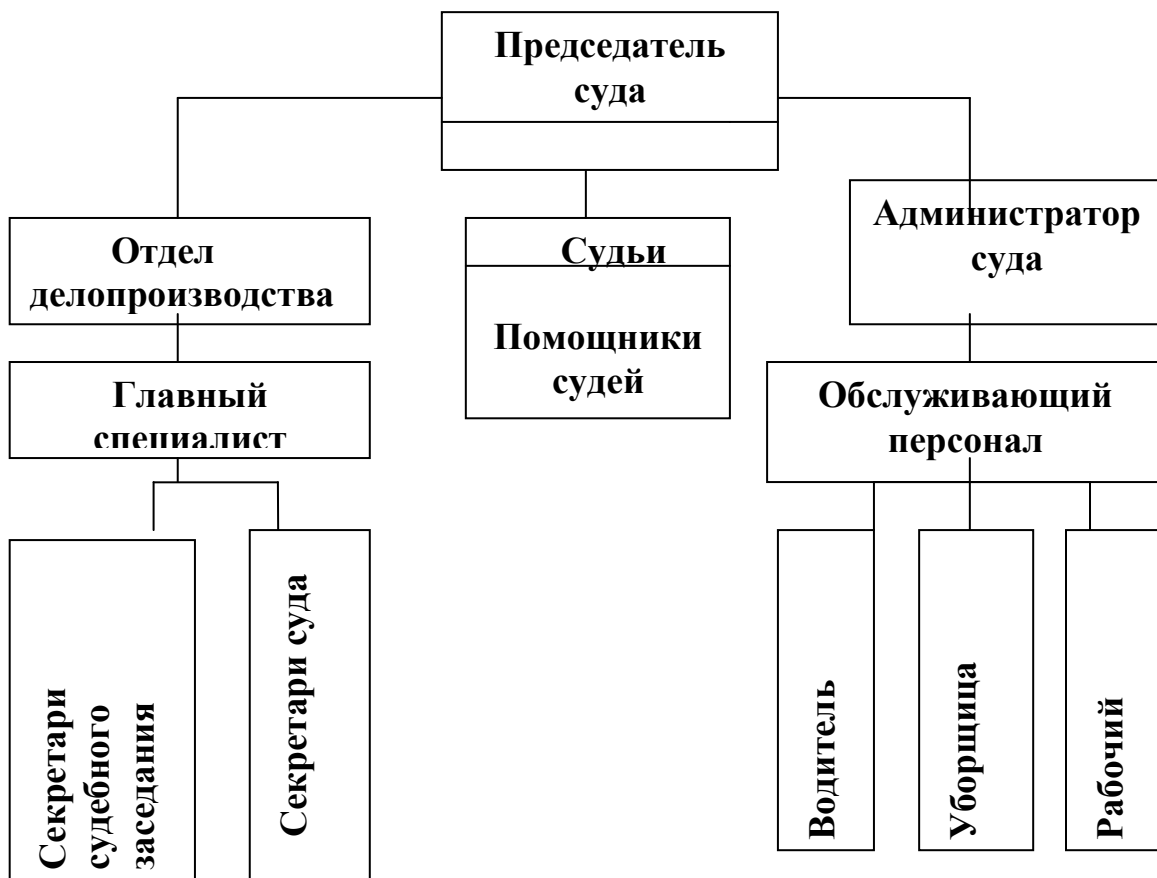 Председатель
суда
Отдел
делопроизводства
Судьи
Помощники
судей
Администратор
суда
Главный
специалист
Обслуживающий
персонал
Секретари
судебного
заседания
Секретари суда
Водитель
Уборщица
Рабочий